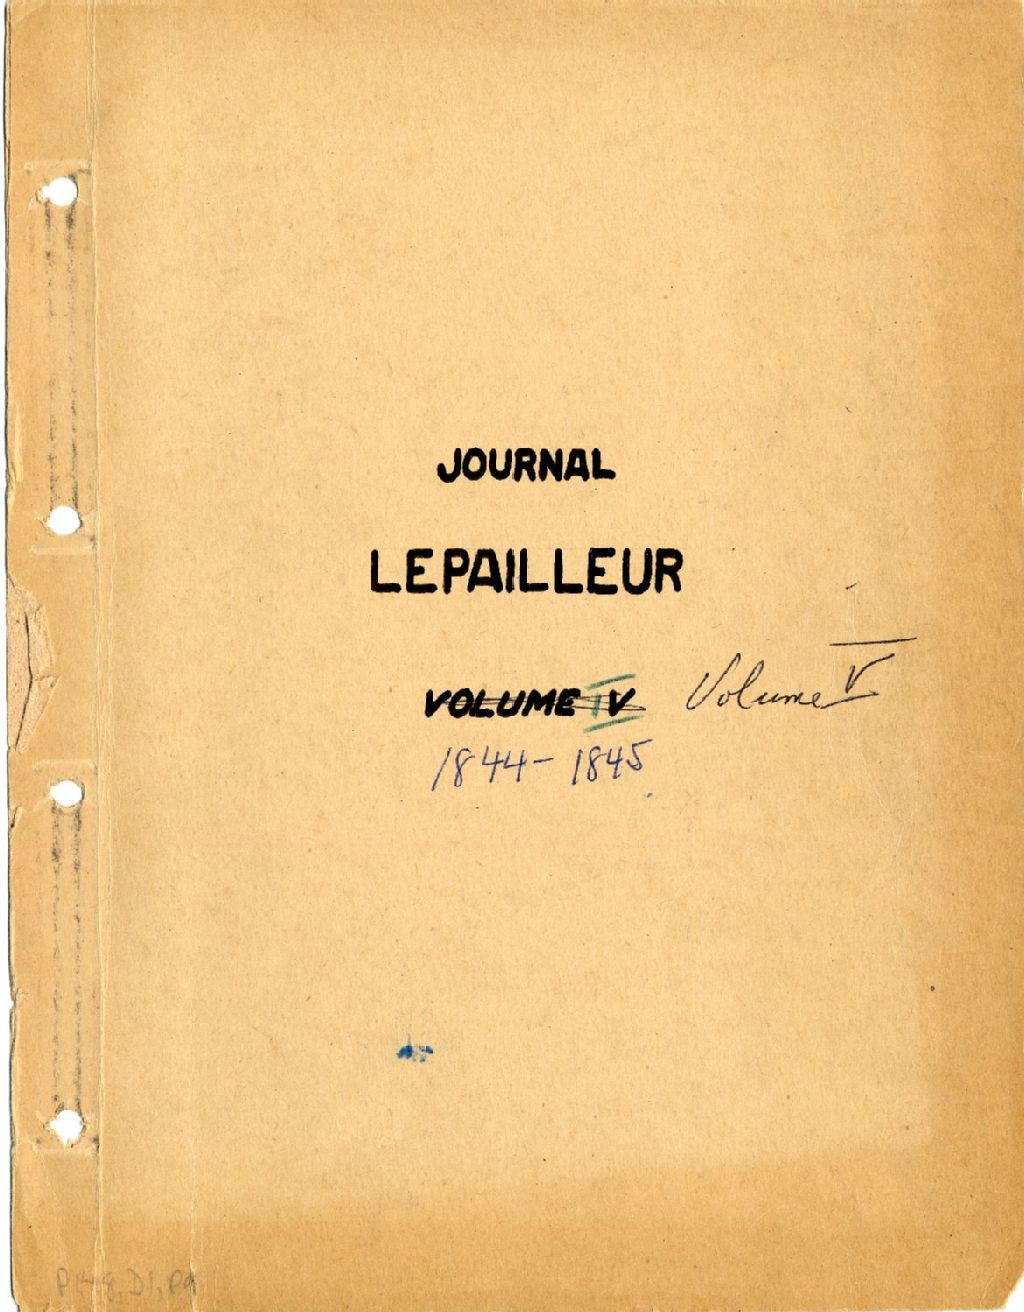 JOURNAL
LEPAILLEUR
VOLUME IV Volume V
1844-1845